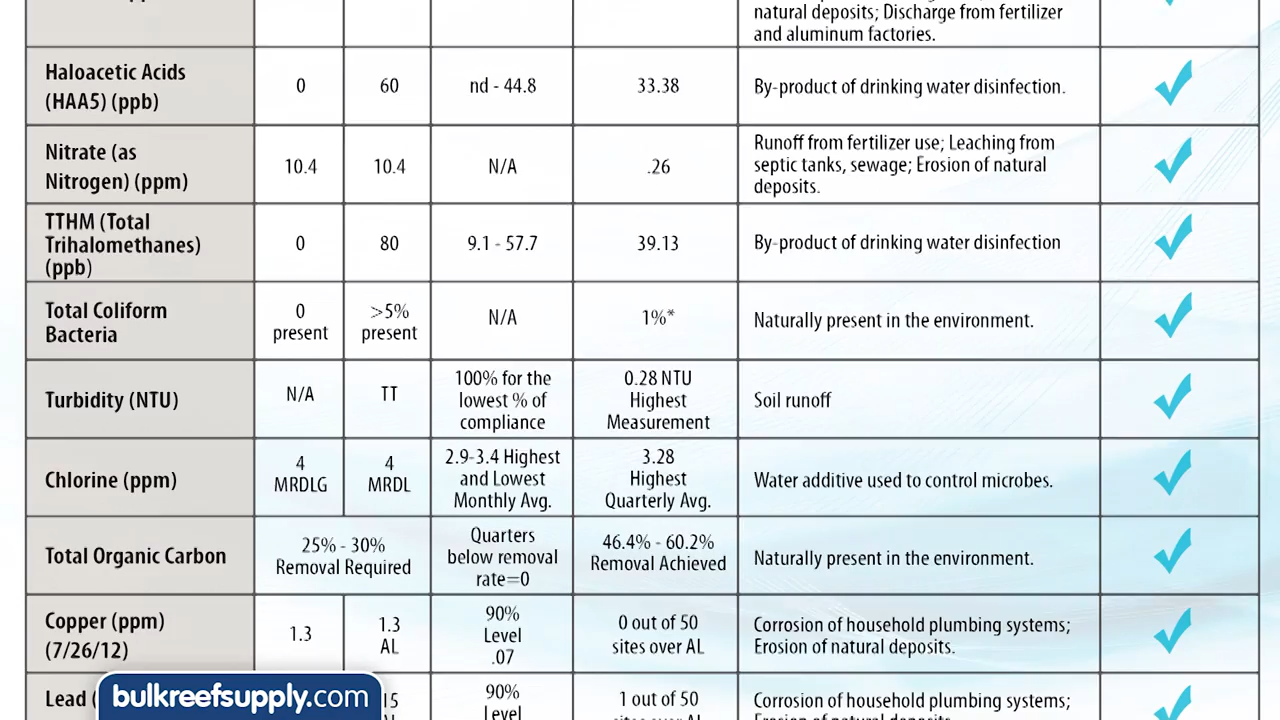 natural deposits; Discharge from fertilizer
and aluminum factories.
Haloacetic Acids
(HAA5) (ppb)
0
60
nd - 44.8
33.38
By-product of drinking water disinfection.
Nitrate (as
Nitrogen) (ppm)
10.4
10.4
N/A
.26
Runoff from fertilizer use; Leaching from
septic tanks, sewage; Erosion of natural
deposits.
TTHM (Total
Trihalomethanes)
(ppb)
0
80
9.1 - 57.7
39.13
By-product of drinking water disinfection
Total Coliform
Bacteria
0
present
>5%
present
N/A
1%*
Naturally present in the environment.
Turbidity (NTU)
N/A
TT
100% for the
lowest % of
compliance
0.28 NTU
Highest
Measurement
Soil runoff
Chlorine (ppm)
4
MRDLG
4
MRDL
2.9-3.4 Highest
and Lowest
Monthly Avg.
3.28
Highest
Quarterly Avg.
Water additive used to control microbes.
Total Organic Carbon
25% - 30%
Removal Required
Quarters
below removal
rate=0
46.4% - 60.2%
Removal Achieved
Naturally present in the environment.
Copper (ppm)
(7/26/12)
1.3
1.3
AL
90%
Level
.07
0 out of 50
sites over AL
Corrosion of household plumbing systems;
Erosion of natural deposits.
Lead (
15
90%
Level
1 out of 50
sites over AL
Corrosion of household plumbing systems;
Erosion of natural deposits.
bulkreefsupply.com